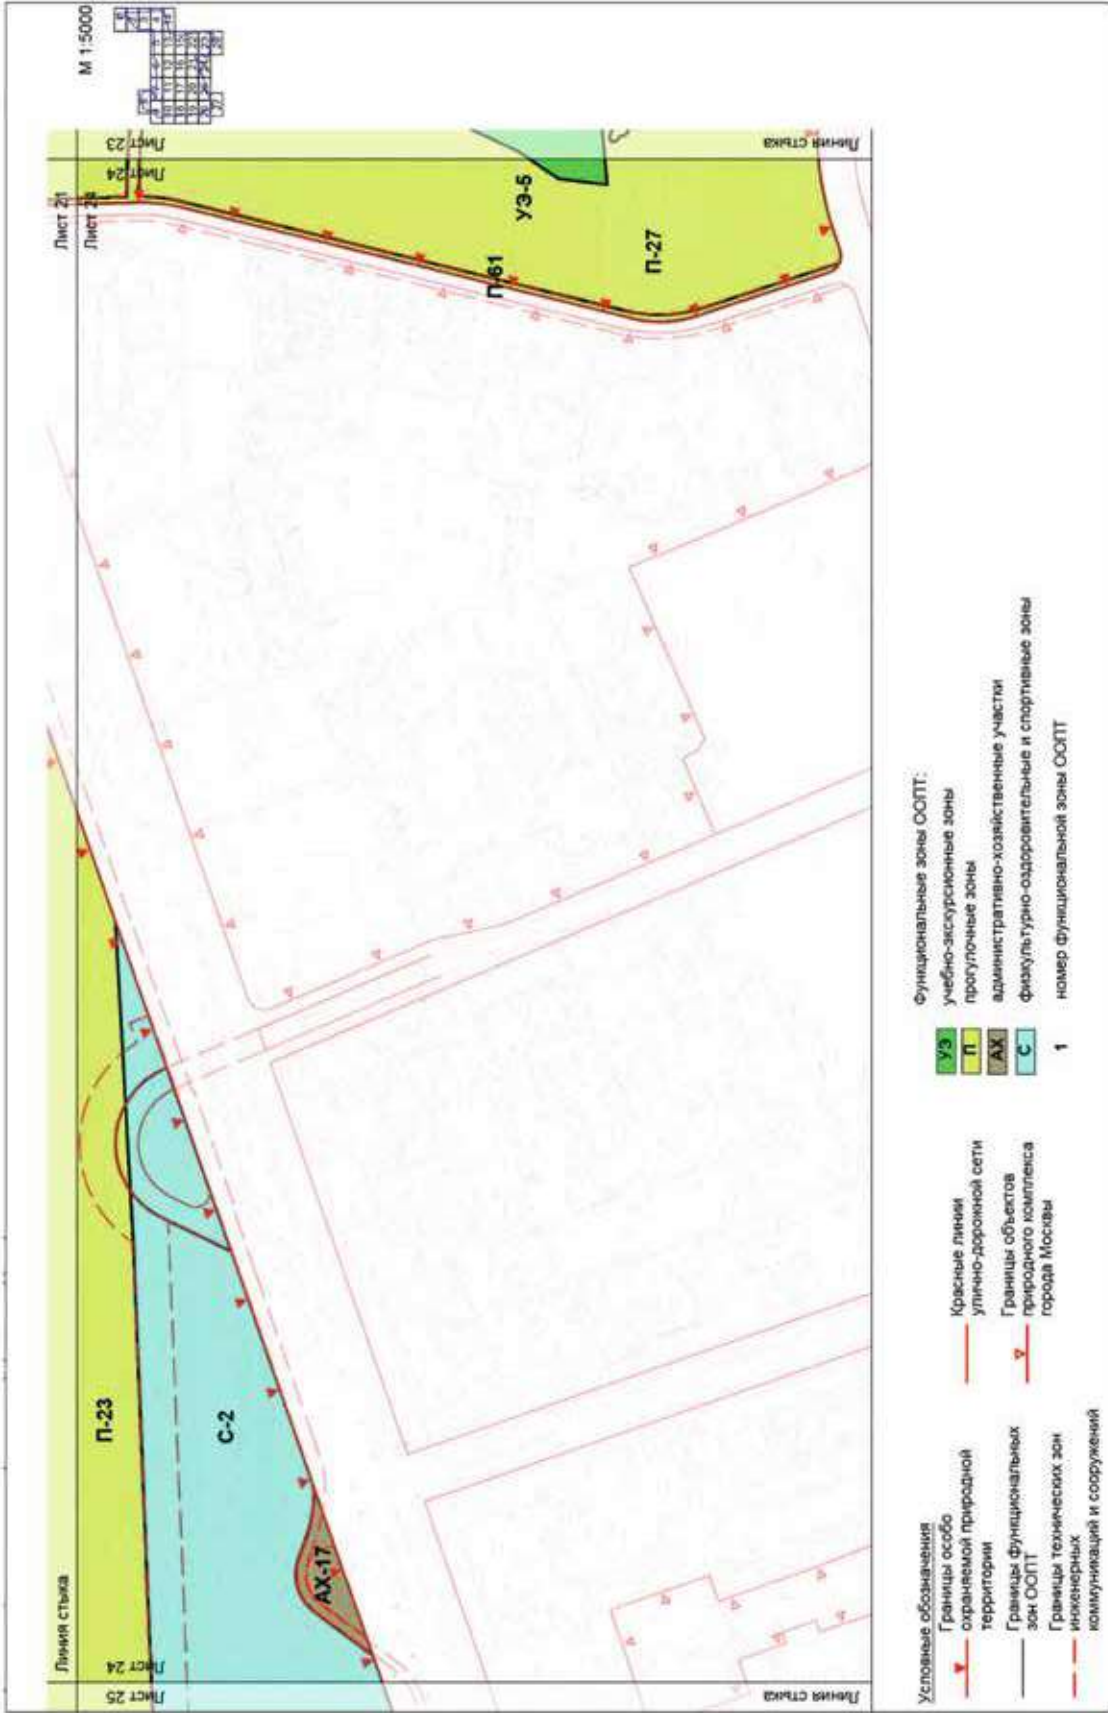 М 1:5000
Лист 21
Лист 24
Лист 23
Лист 24
Линия стыка
Лист 25
Лист 24
Линия стыка
Линия стыка
П-23
С-2
АХ-17
П-61
УЭ-5
П-27
Условные обозначения
Границы особо
охраняемой природной
территории
Границы функциональных
зон ООПТ
Границы технических зон
инженерных
коммуникаций и сооружений
Красные линии
улично-дорожной сети
Границы объектов
природного комплекса
города Москвы
Функциональные зоны ООПТ:
УЭ учебно-экскурсионные зоны
П прогулочные зоны
АХ административно-хозяйственные участки
С физкультурно-оздоровительные и спортивные зоны
1 номер функциональной зоны ООПТ